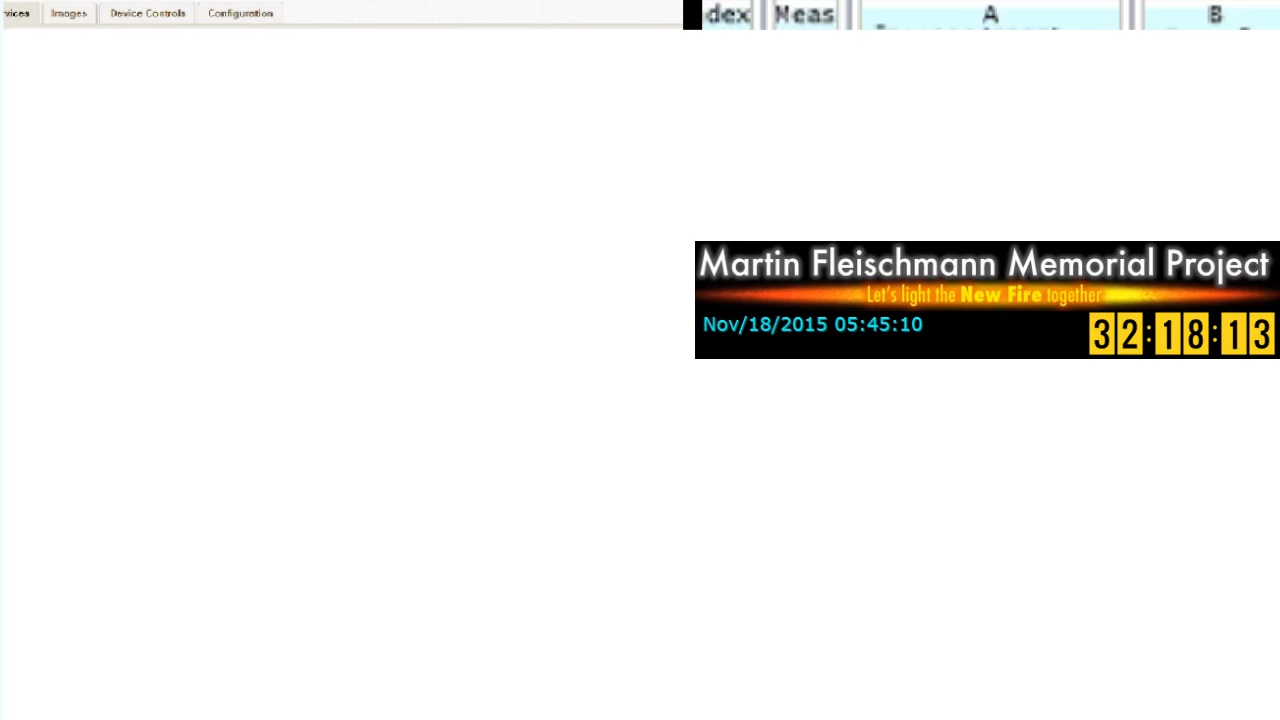 vices Images Device Controls Configuration
dex Meas A B
Martin Fleischmann Memorial Project
Let's light the New Fire together
Nov/18/2015 05:45:10
32:18:13